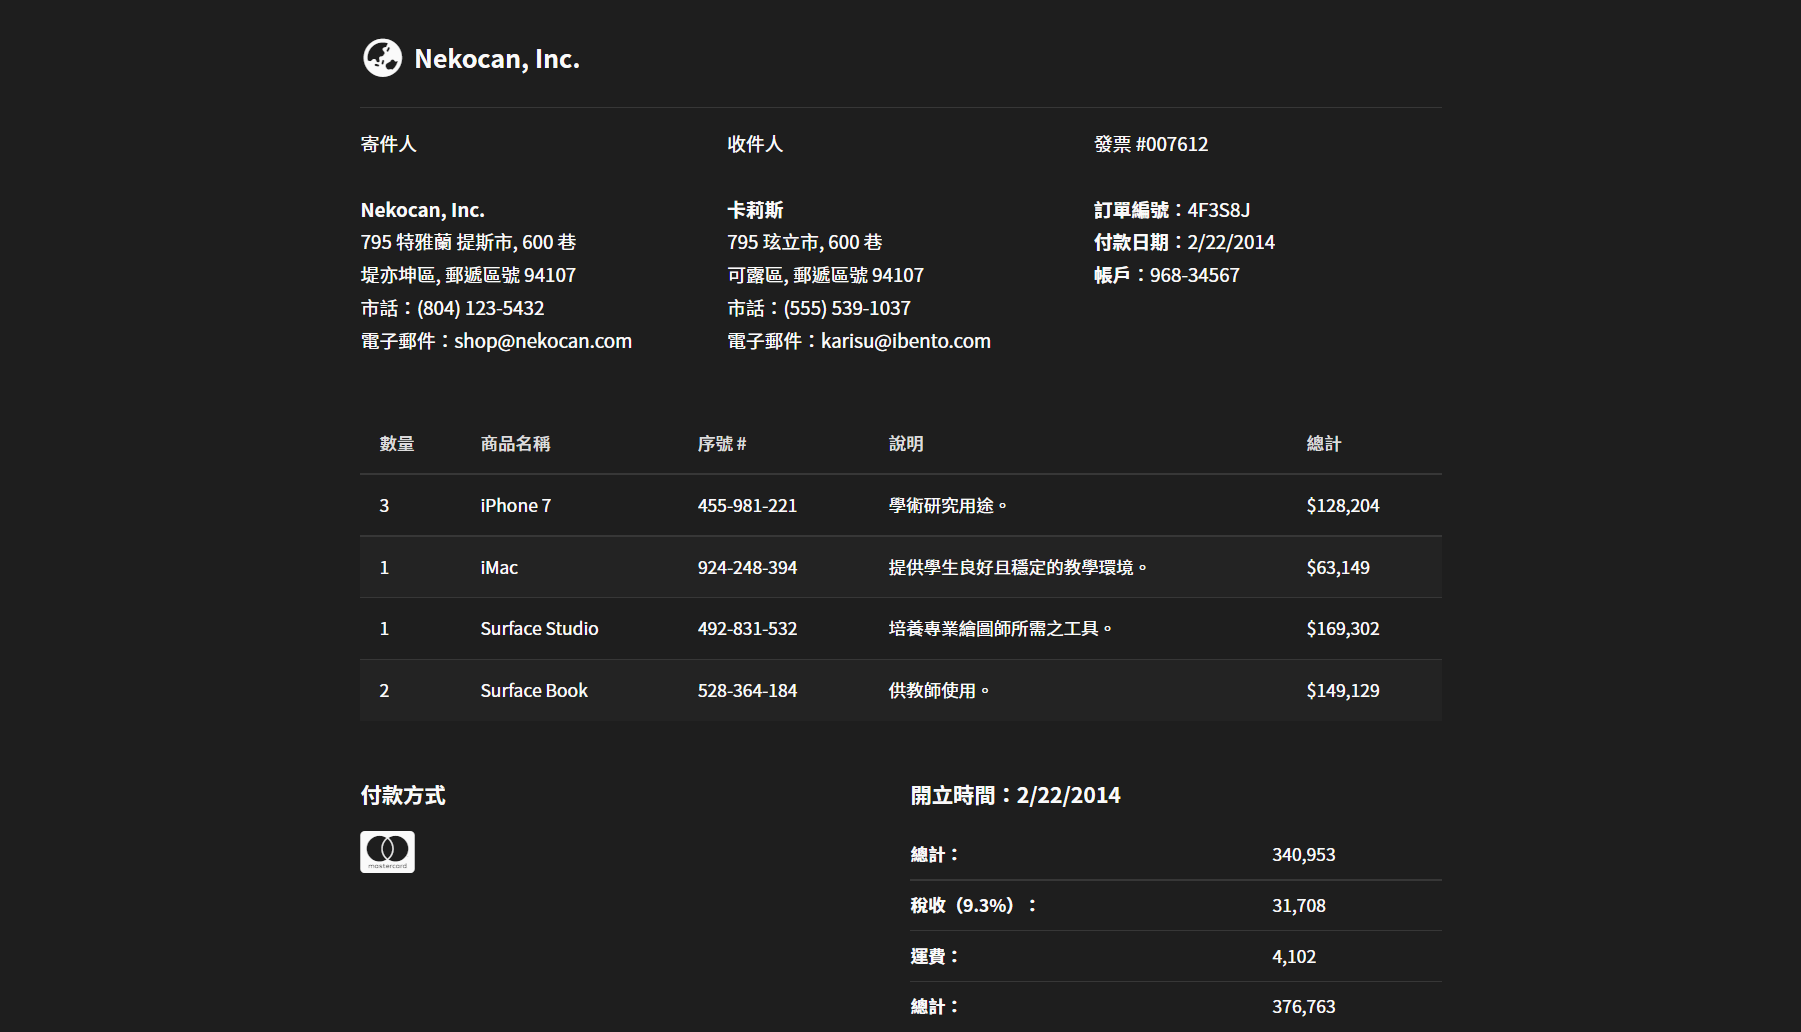 Nekocan, Inc.
寄件人
Nekocan, Inc.
795 特雅蘭 提斯市, 600 巷
堤亦坤區, 郵遞區號 94107
市話：(804) 123-5432
電子郵件：shop@nekocan.com
收件人
卡莉斯
795 玹立市, 600 巷
可露區, 郵遞區號 94107
市話：(555) 539-1037
電子郵件：karisu@ibento.com
發票 #007612
訂單編號：4F3S8J
付款日期：2/22/2014
帳戶：968-34567
數量 商品名稱 序號 # 說明 總計
3 iPhone 7 455-981-221 學術研究用途。 $128,204
1 iMac 924-248-394 提供學生良好且穩定的教學環境。 $63,149
1 Surface Studio 492-831-532 培養專業繪圖師所需之工具。 $169,302
2 Surface Book 528-364-184 供教師使用。 $149,129
付款方式
mastercard
開立時間：2/22/2014
總計： 340,953
稅收（9.3%）： 31,708
運費： 4,102
總計： 376,763